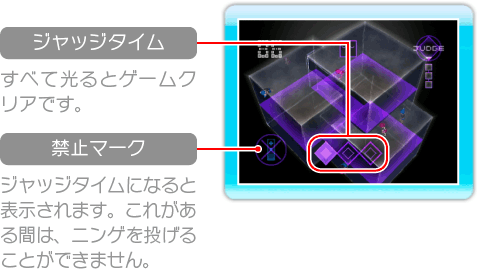 ジャッジタイム
すべて光るとゲームク
リアです。
禁止マーク
ジャッジタイムになると
表示されます。これがあ
る間は、ニンゲを投げる
ことができません。
JUDGE